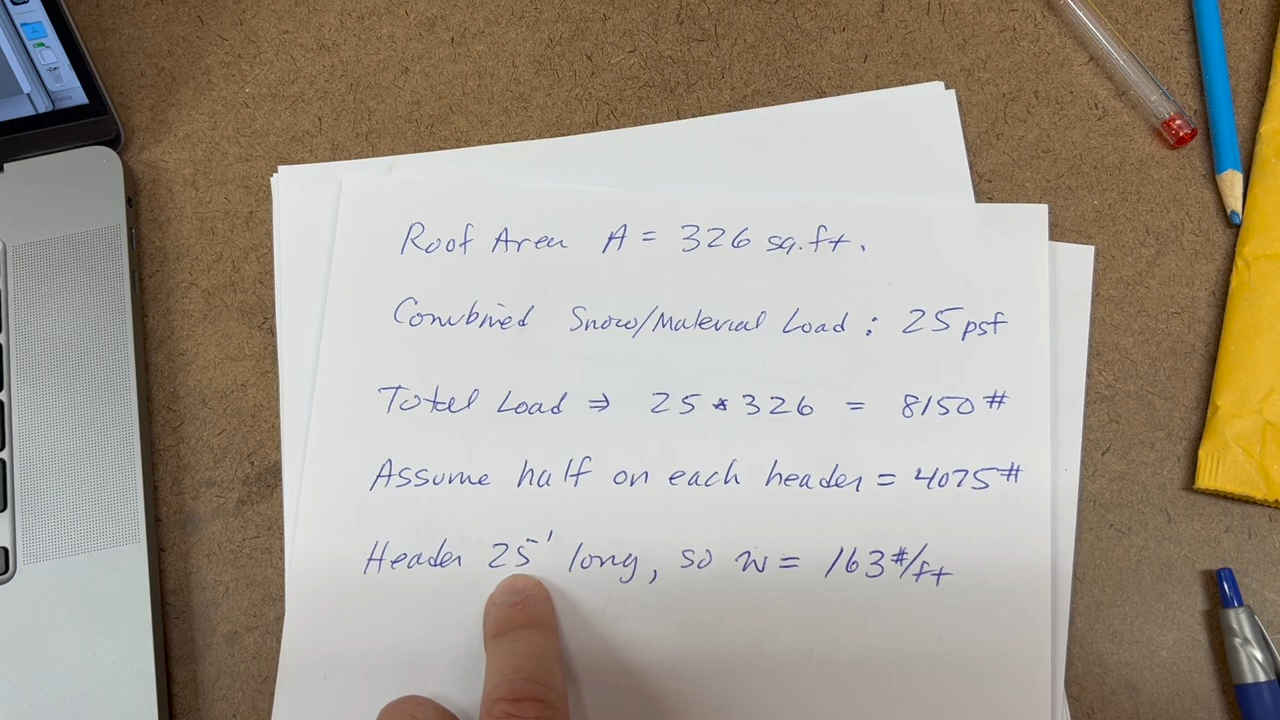 Roof Area A = 326 sq.ft.
Combined Snow/Material Load : 25 psf
Total Load ⇒ 25 * 326 = 8150 #
Assume half on each header = 4075 #
Header 25' long, so w = 163 #/ft